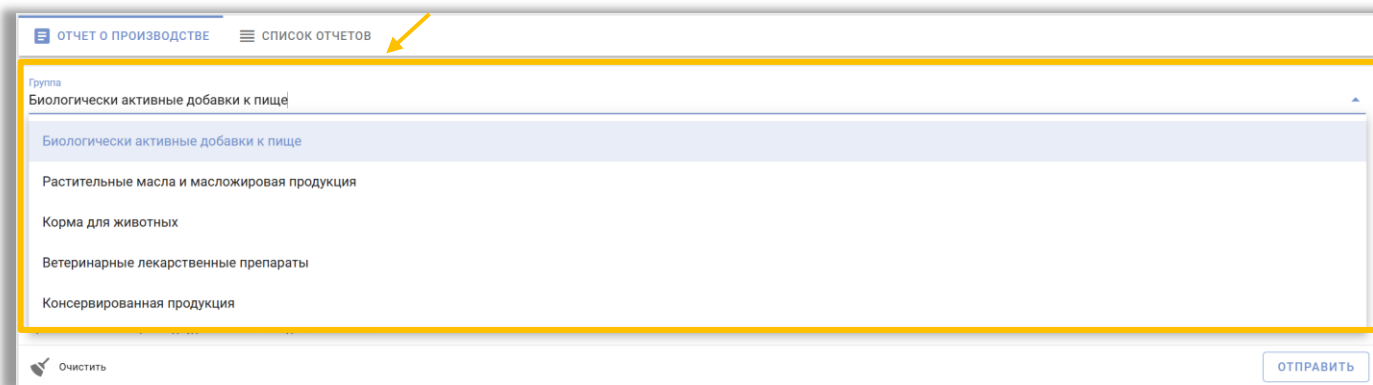 ОТЧЕТ О ПРОИЗВОДСТВЕ СПИСОК ОТЧЕТОВ
Группа
Биологически активные добавки к пище
Биологически активные добавки к пище
Растительные масла и масложировая продукция
Корма для животных
Ветеринарные лекарственные препараты
Консервированная продукция
Очистить ОТПРАВИТЬ